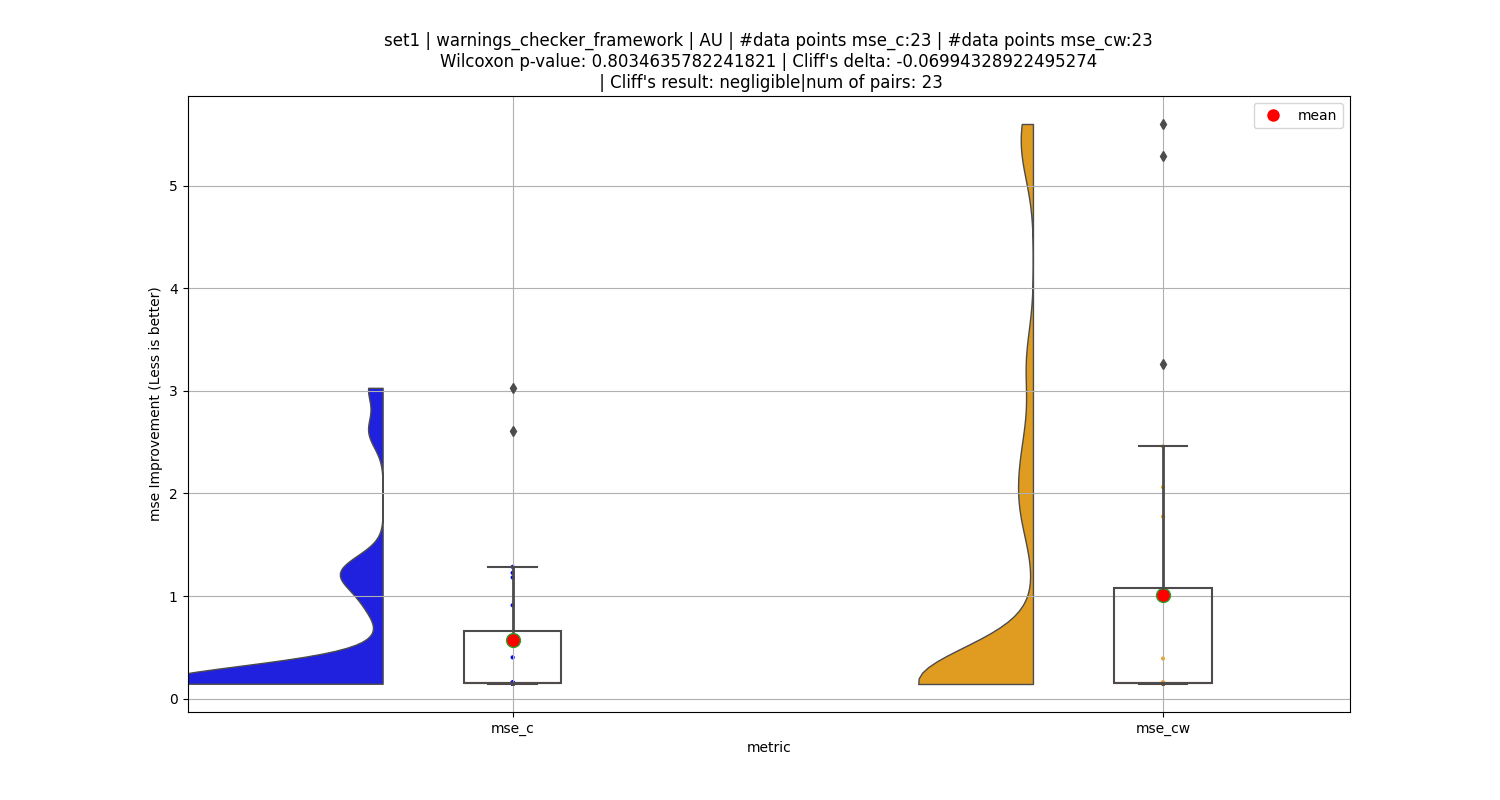 set1 | warnings_checker_framework | AU | #data points mse_c:23 | #data points mse_cw:23
Wilcoxon p-value: 0.8034635782241821 | Cliff's delta: -0.06994328922495274
| Cliff's result: negligible|num of pairs: 23
mean
mse Improvement (Less is better)
5
4
3
2
1
0
mse_c
mse_cw
metric